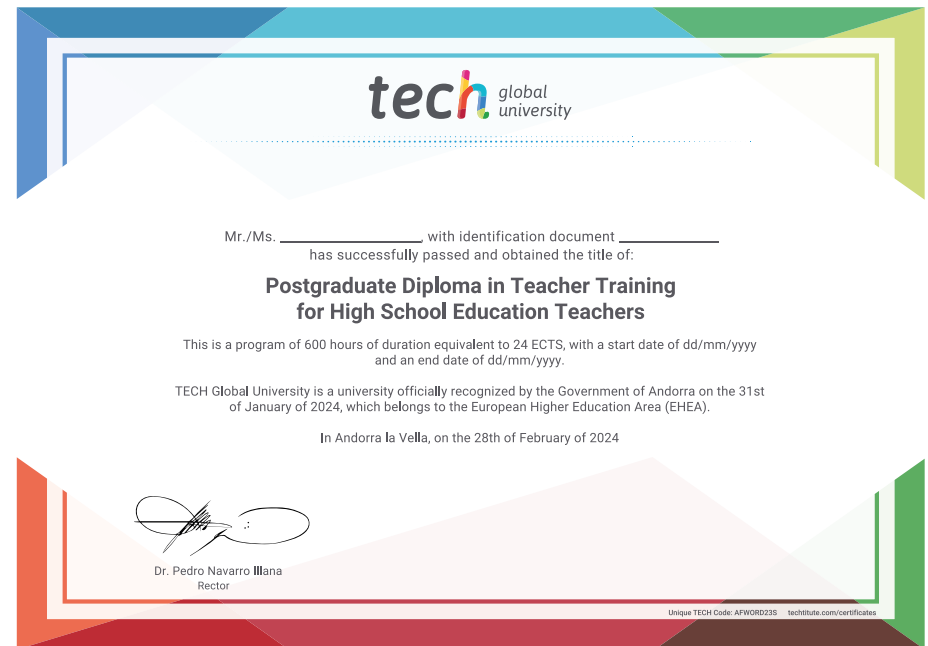 tech global
university
Mr./Ms. ____________, with identification document ____________
has successfully passed and obtained the title of:
Postgraduate Diploma in Teacher Training
for High School Education Teachers
This is a program of 600 hours of duration equivalent to 24 ECTS, with a start date of dd/mm/yyyy
and an end date of dd/mm/yyyy.
TECH Global University is a university officially recognized by the Government of Andorra on the 31st
of January of 2024, which belongs to the European Higher Education Area (EHEA).
In Andorra la Vella, on the 28th of February of 2024
Dr. Pedro Navarro Illana
Rector
Unique TECH Code: AFWORD23S techtitute.com/certificates